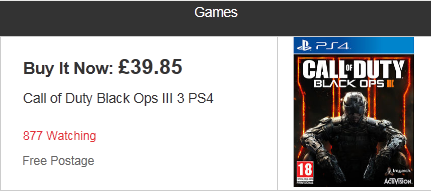 Games
Buy It Now: £39.85
Call of Duty Black Ops III 3 PS4
877 Watching
Free Postage
PS4
CALL OF DUTY
BLACK OPS III
18
ACTIVISION